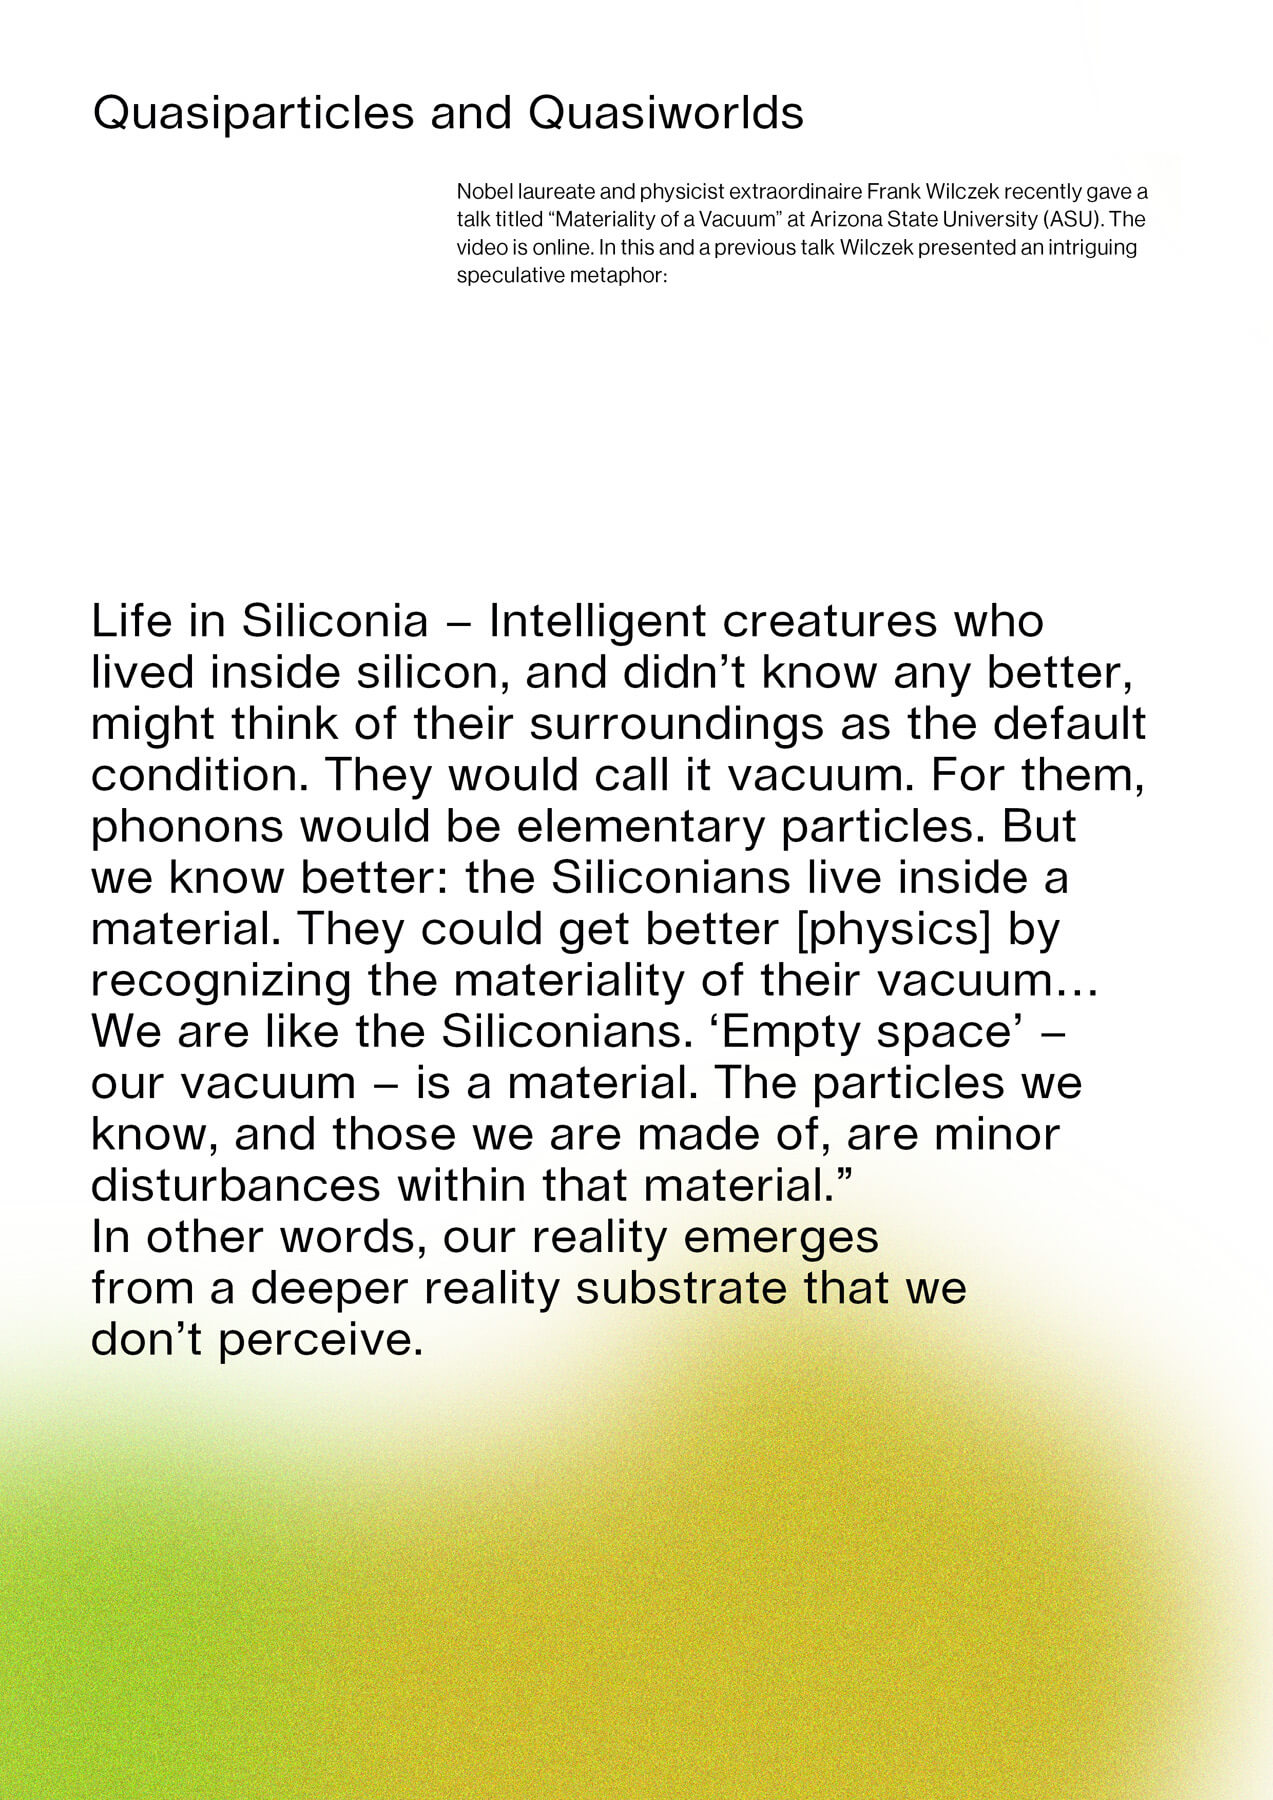 Quasiparticles and Quasiworlds
Nobel laureate and physicist extraordinaire Frank Wilczek recently gave a
talk titled “Materiality of a Vacuum” at Arizona State University (ASU). The
video is online. In this and a previous talk Wilczek presented an intriguing
speculative metaphor:
Life in Siliconia – Intelligent creatures who
lived inside silicon, and didn’t know any better,
might think of their surroundings as the default
condition. They would call it vacuum. For them,
phonons would be elementary particles. But
we know better: the Siliconians live inside a
material. They could get better [physics] by
recognizing the materiality of their vacuum…
We are like the Siliconians. ‘Empty space’ –
our vacuum – is a material. The particles we
know, and those we are made of, are minor
disturbances within that material.”
In other words, our reality emerges
from a deeper reality substrate that we
don’t perceive.